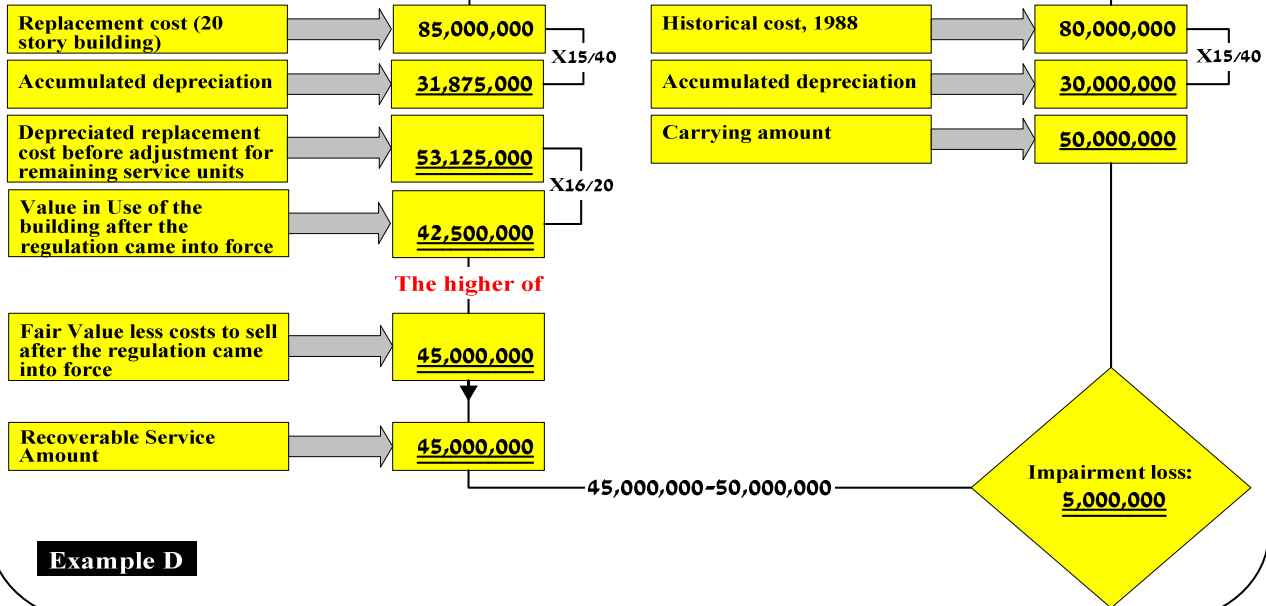 Replacement cost (20
story building)
85,000,000
X15/40
Accumulated depreciation
31,875,000
Depreciated replacement
cost before adjustment for
remaining service units
53,125,000
X16/20
Value in Use of the
building after the
regulation came into force
42,500,000
The higher of
Fair Value less costs to sell
after the regulation came
into force
45,000,000
Recoverable Service
Amount
45,000,000
Historical cost, 1988
80,000,000
X15/40
Accumulated depreciation
30,000,000
Carrying amount
50,000,000
45,000,000-50,000,000
Impairment loss:
5,000,000
Example D